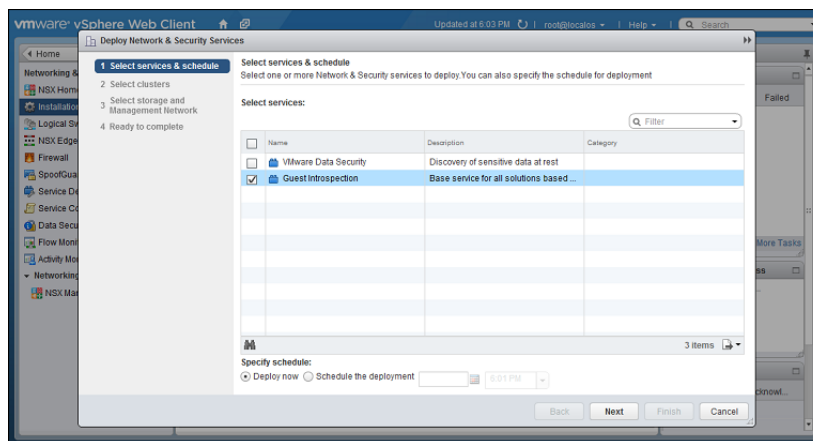 vmware® vSphere Web Client
Updated at 6:03 PM | root@localos | Help | Search
Deploy Network & Security Services
Home
Networking &
NSX Home
Installation
Logical Sw
NSX Edge
Firewall
SpoofGua
Service De
Service Co
Data Secu
Flow Moni
Activity Mon
Networking
NSX Man
1 Select services & schedule
2 Select clusters
3 Select storage and
Management Network
4 Ready to complete
Select services & schedule
Select one or more Network & Security services to deploy.You can also specify the schedule for deployment
Select services:
Filter
Name Description Category
VMware Data Security Discovery of sensitive data at rest
Guest Introspection Base service for all solutions based ...
3 items
Specify schedule:
Deploy now Schedule the deployment 6:01 PM
Back Next Finish Cancel
Failed
More Tasks
ss
cknowl...